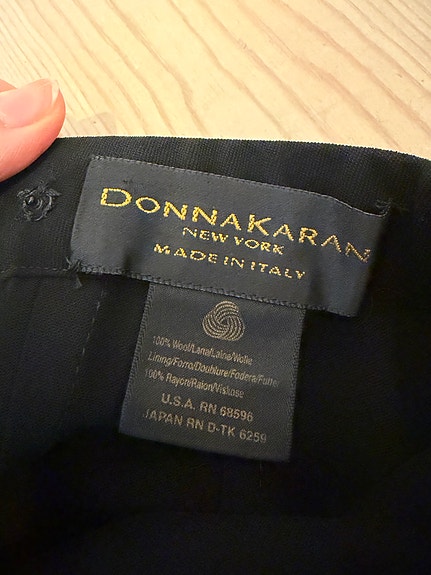 DONNAKARAN
NEW YORK
MADE IN ITALY
100% Wool/Lana/Laine/Wolle
Lining/Forro/Doublure/Fodera/Futter
100% Rayon/Raion/Viskose
U.S.A. RN 68596
JAPAN RN D-TK 6259